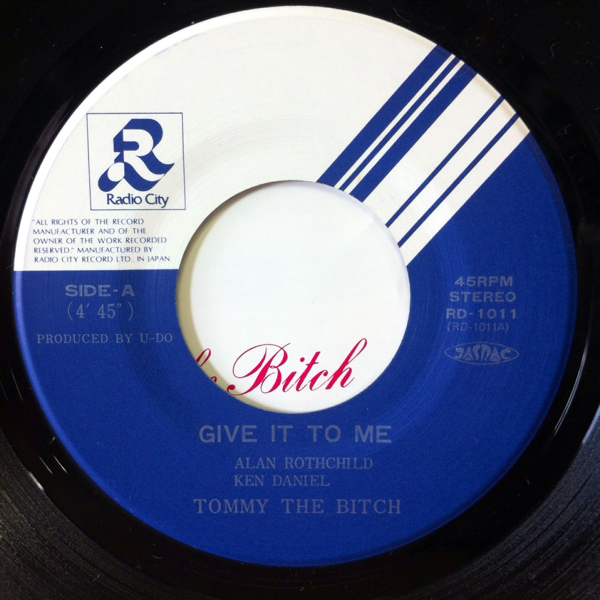 R
Radio City
"ALL RIGHTS OF THE RECORD
MANUFACTURER AND OF THE
OWNER OF THE WORK RECORDED
RESERVED." MANUFACTURED BY
RADIO CITY RECORD LTD., IN JAPAN
SIDE-A
(4' 45")
PRODUCED BY U-DO
45RPM
STEREO
RD-1011
(RD-1011A)
JASRAC
Bitch
GIVE IT TO ME
ALAN ROTHCHILD
KEN DANIEL
TOMMY THE BITCH